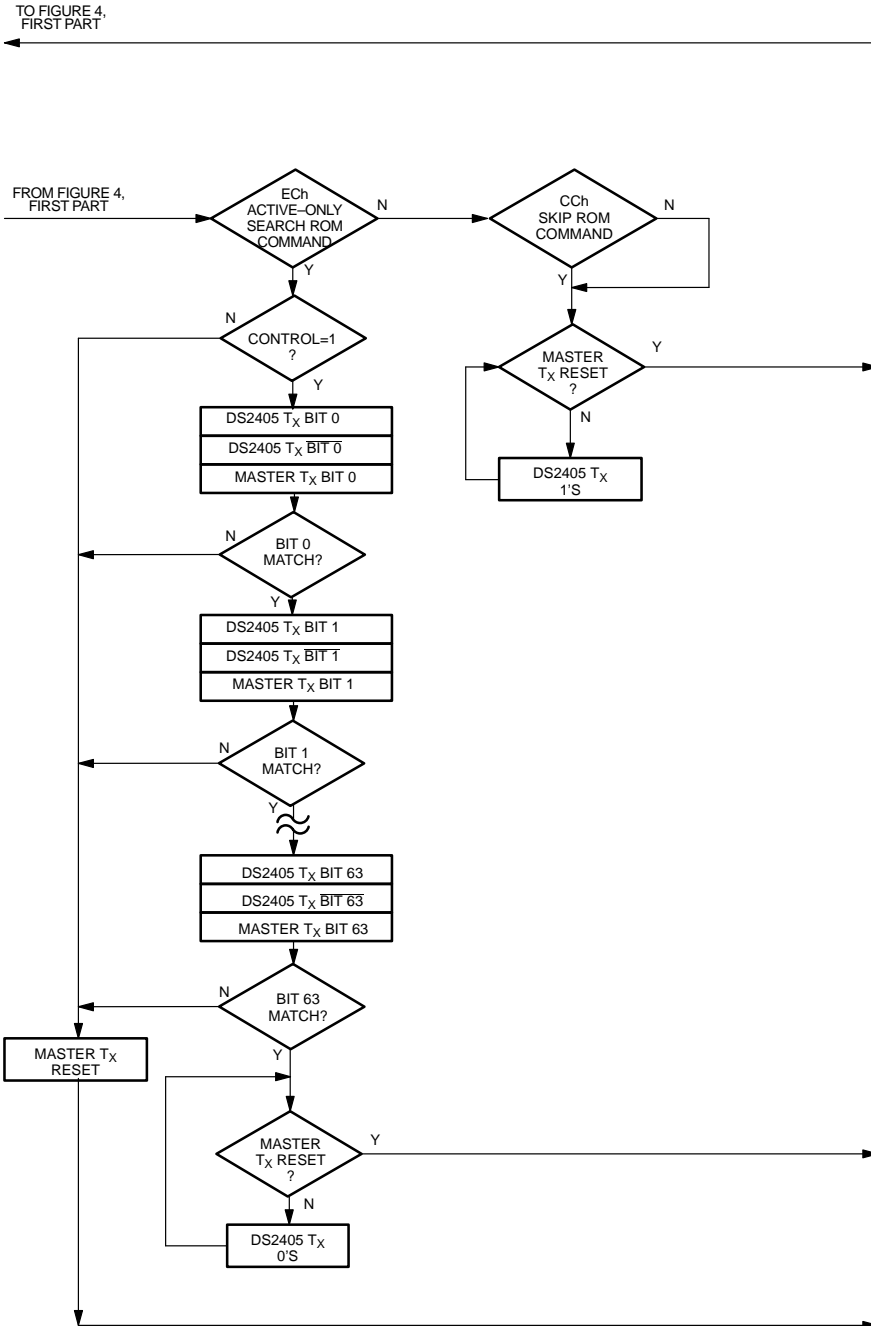 TO FIGURE 4,
FIRST PART
FROM FIGURE 4,
FIRST PART
ECh
ACTIVE–ONLY
SEARCH ROM
COMMAND
N
Y
CCh
SKIP ROM
COMMAND
N
Y
N
CONTROL=1
?
Y
MASTER
TX RESET
?
Y
N
DS2405 TX BIT 0
DS2405 TX BIT 0
MASTER TX BIT 0
DS2405 TX
1'S
N
BIT 0
MATCH?
Y
DS2405 TX BIT 1
DS2405 TX BIT 1
MASTER TX BIT 1
N
BIT 1
MATCH?
Y
DS2405 TX BIT 63
DS2405 TX BIT 63
MASTER TX BIT 63
N
BIT 63
MATCH?
Y
MASTER TX
RESET
MASTER
TX RESET
?
Y
N
DS2405 TX
0'S